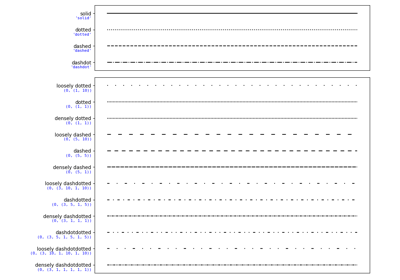 solid
'solid'
dotted
'dotted'
dashed
'dashed'
dashdot
'dashdot'
loosely dotted
(0, (1, 10))
dotted
(0, (1, 1))
densely dotted
(0, (1, 1))
loosely dashed
(0, (5, 10))
dashed
(0, (5, 5))
densely dashed
(0, (5, 1))
loosely dashdotted
(0, (3, 10, 1, 10))
dashdotted
(0, (3, 5, 1, 5))
densely dashdotted
(0, (3, 1, 1, 1))
dashdotdotted
(0, (3, 5, 1, 5, 1, 5))
loosely dashdotdotted
(0, (3, 10, 1, 10, 1, 10))
densely dashdotdotted
(0, (3, 1, 1, 1, 1, 1))